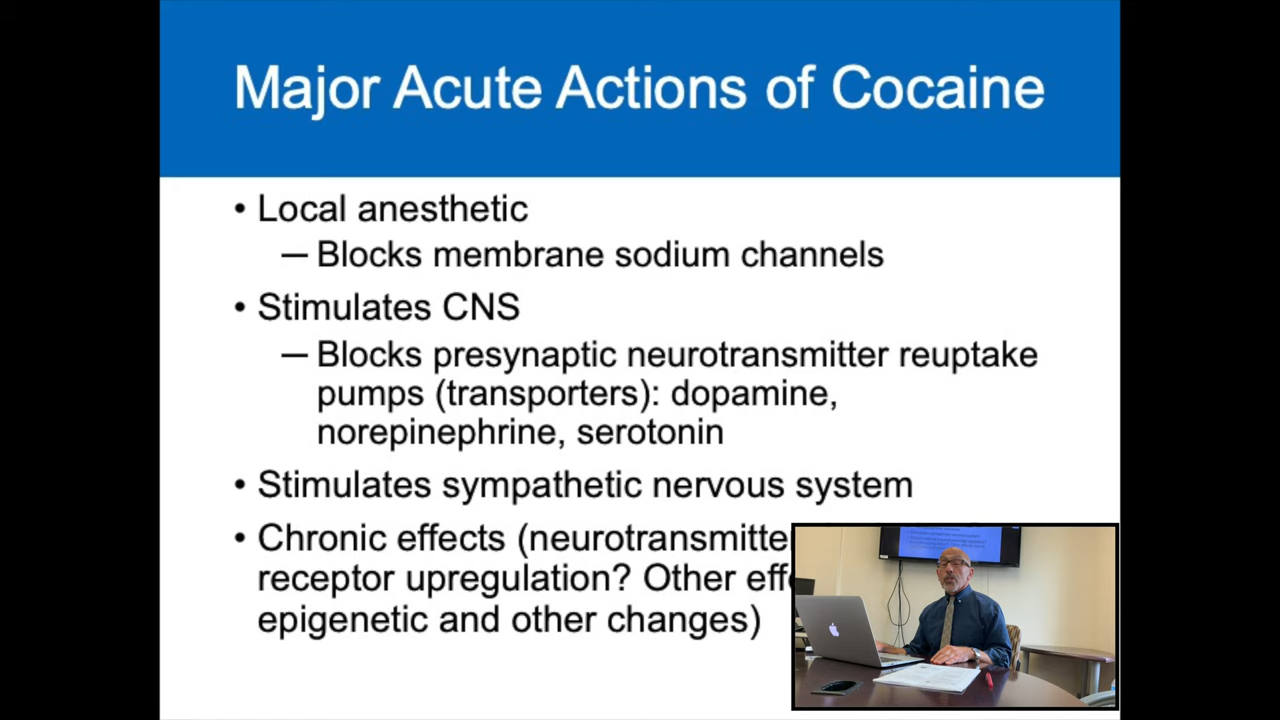 Major Acute Actions of Cocaine
• Local anesthetic
— Blocks membrane sodium channels
• Stimulates CNS
— Blocks presynaptic neurotransmitter reuptake
pumps (transporters): dopamine,
norepinephrine, serotonin
• Stimulates sympathetic nervous system
• Chronic effects (neurotransmitte
receptor upregulation? Other eff
epigenetic and other changes)